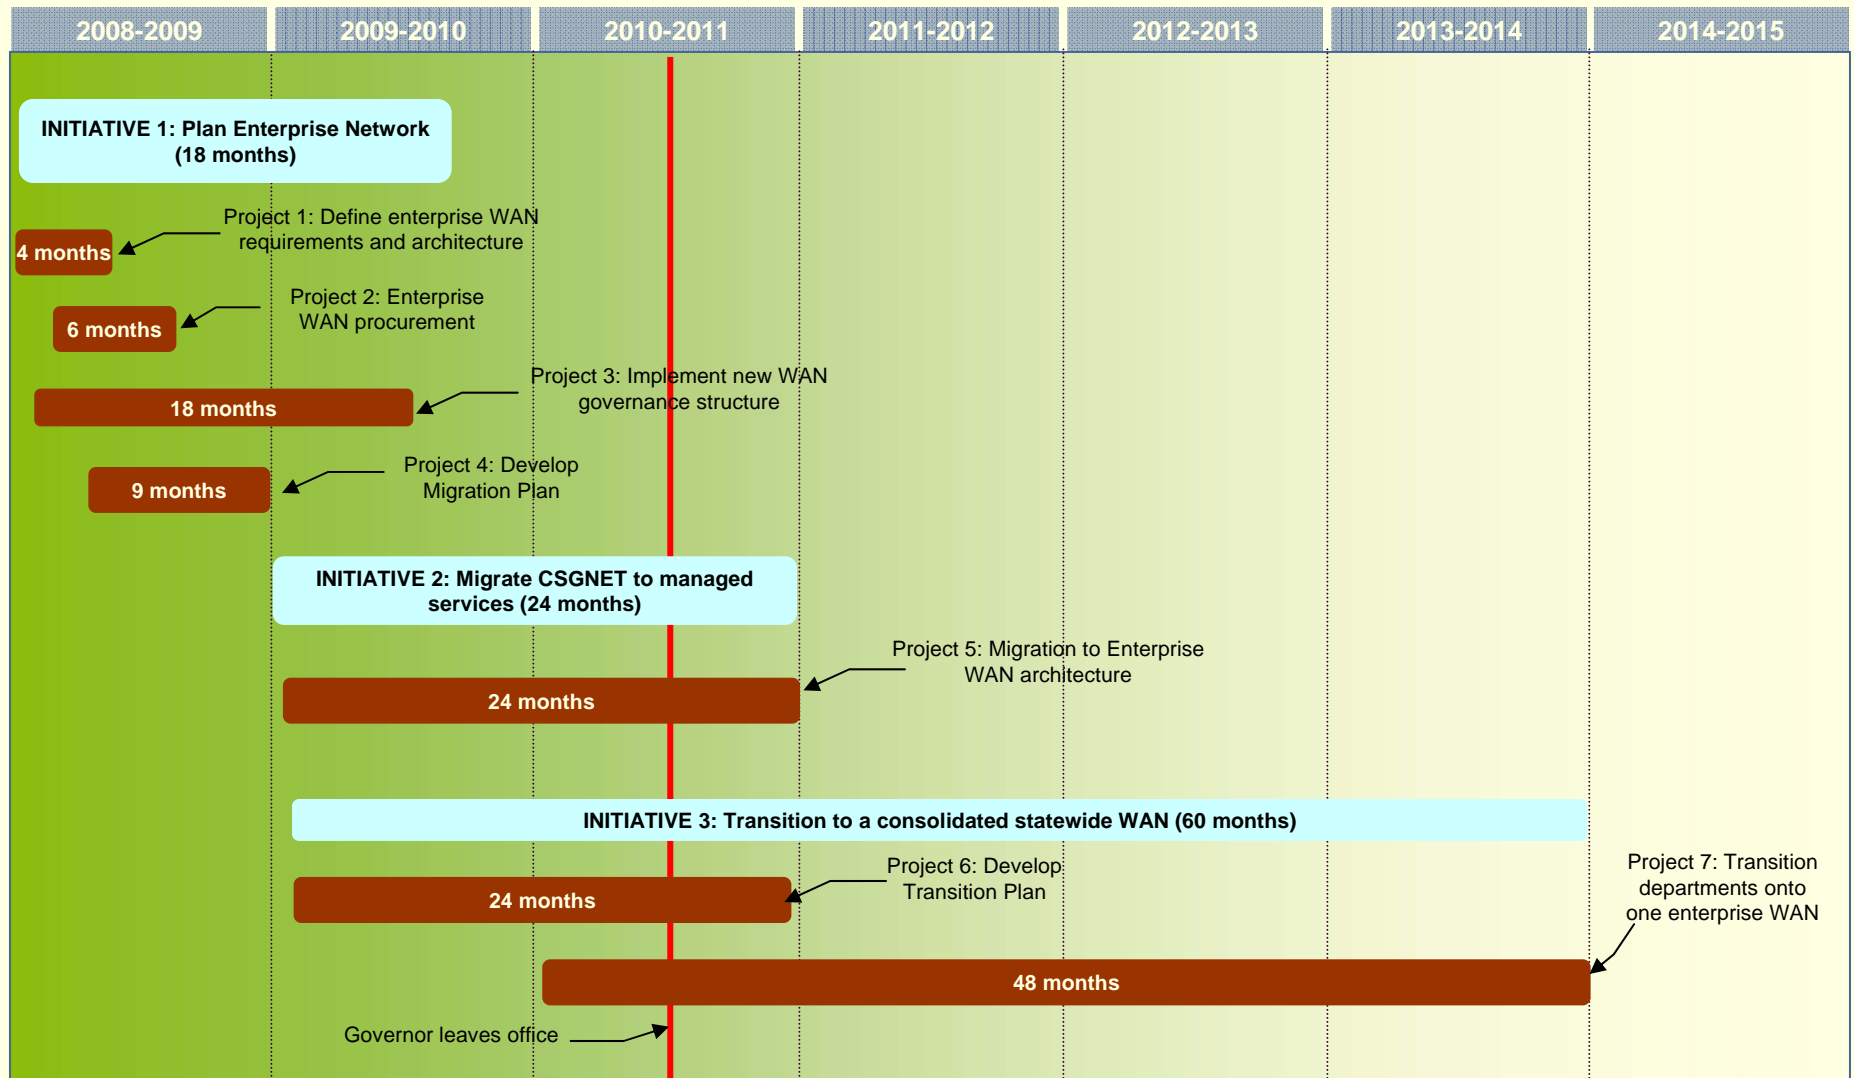 2008-2009
2009-2010
2010-2011
2011-2012
2012-2013
2013-2014
2014-2015
INITIATIVE 1: Plan Enterprise Network
(18 months)
Project 1: Define enterprise WAN
requirements and architecture
4 months
Project 2: Enterprise
WAN procurement
6 months
Project 3: Implement new WAN
governance structure
18 months
Project 4: Develop
Migration Plan
9 months
INITIATIVE 2: Migrate CSGNET to managed
services (24 months)
Project 5: Migration to Enterprise
WAN architecture
24 months
INITIATIVE 3: Transition to a consolidated statewide WAN (60 months)
Project 6: Develop
Transition Plan
24 months
Project 7: Transition
departments onto
one enterprise WAN
48 months
Governor leaves office